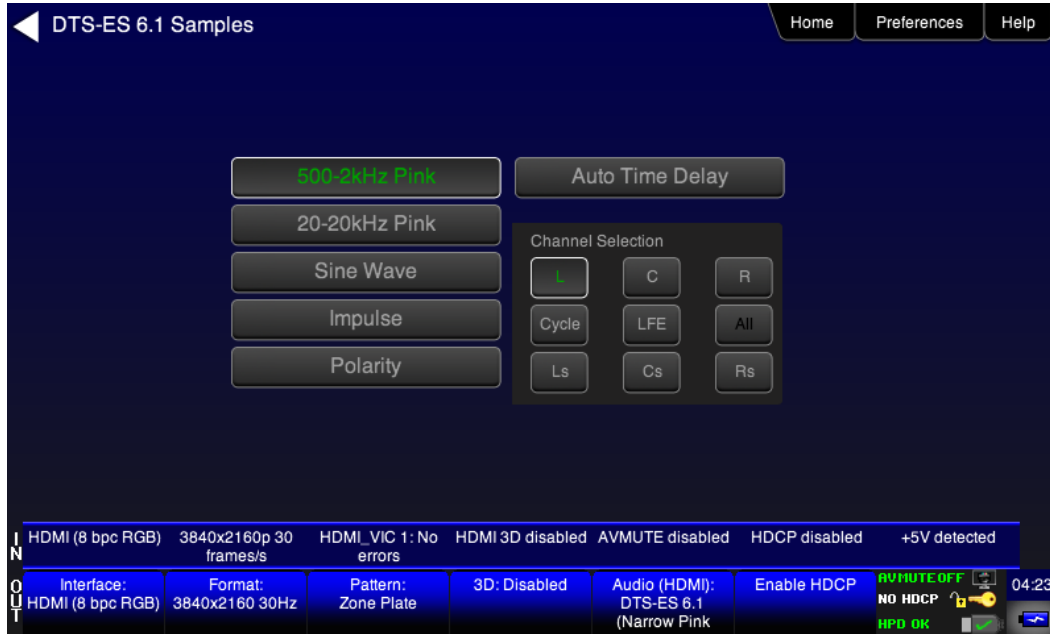 DTS-ES 6.1 Samples
Home
Preferences
Help
500-2kHz Pink
Auto Time Delay
20-20kHz Pink
Sine Wave
Impulse
Polarity
Channel Selection
L
C
R
Cycle
LFE
All
Ls
Cs
Rs
IN
HDMI (8 bpc RGB)
3840x2160p 30
frames/s
HDMI_VIC 1: No
errors
HDMI 3D disabled
AVMUTE disabled
HDCP disabled
+5V detected
OUT
Interface:
HDMI (8 bpc RGB)
Format:
3840x2160 30Hz
Pattern:
Zone Plate
3D: Disabled
Audio (HDMI):
DTS-ES 6.1
(Narrow Pink
Enable HDCP
AVMUTE OFF
NO HDCP
HPD OK
04:23